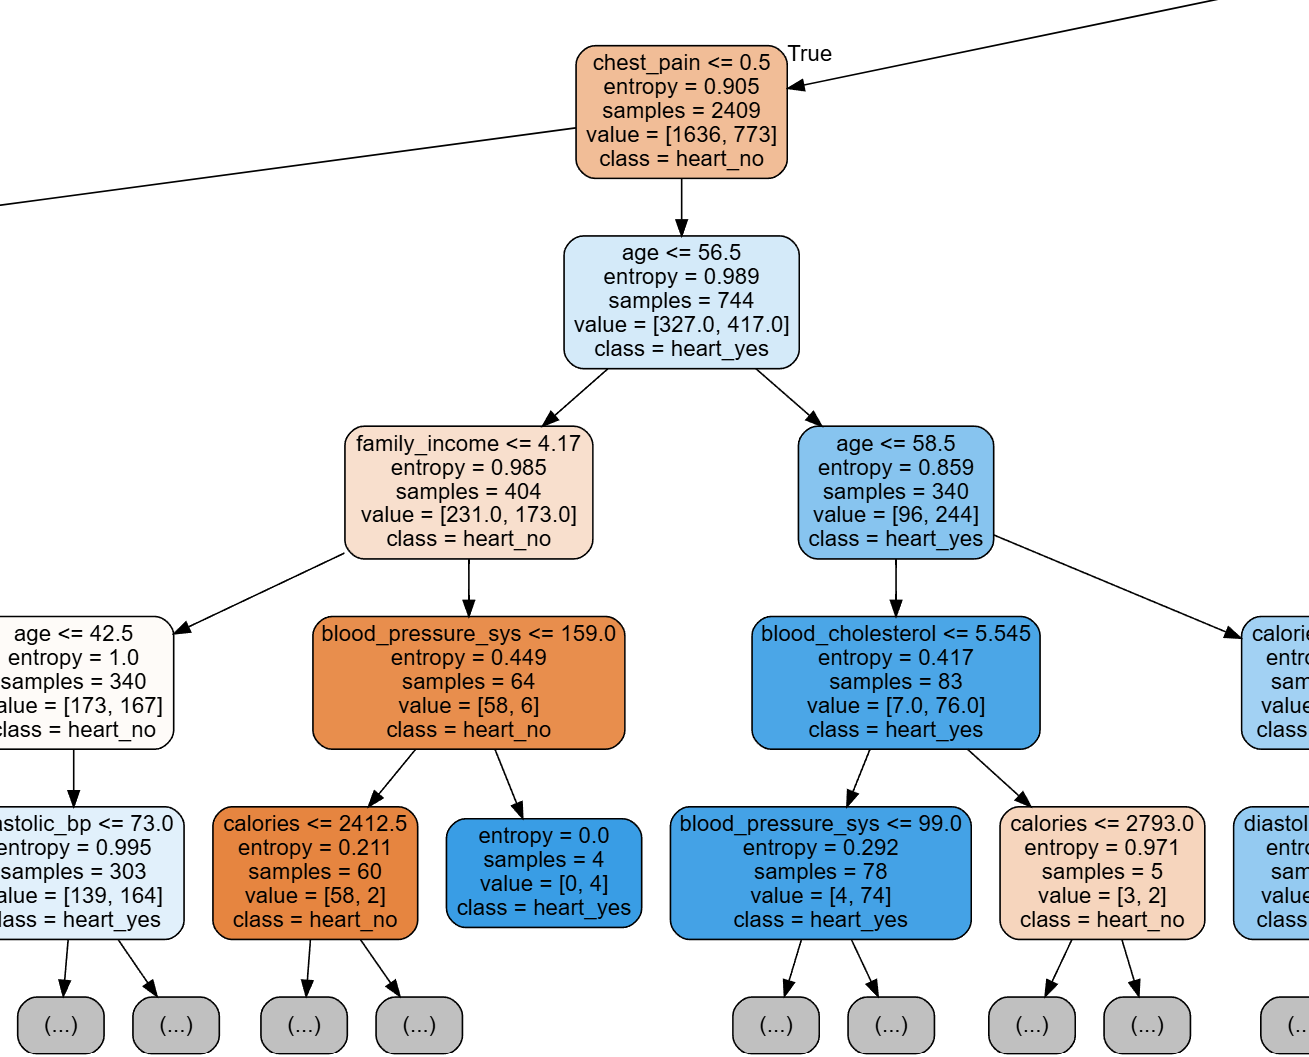 True
chest_pain <= 0.5
entropy = 0.905
samples = 2409
value = [1636, 773]
class = heart_no
age <= 56.5
entropy = 0.989
samples = 744
value = [327.0, 417.0]
class = heart_yes
family_income <= 4.17
entropy = 0.985
samples = 404
value = [231.0, 173.0]
class = heart_no
age <= 58.5
entropy = 0.859
samples = 340
value = [96, 244]
class = heart_yes
age <= 42.5
entropy = 1.0
samples = 340
alue = [173, 167]
class = heart_no
blood_pressure_sys <= 159.0
entropy = 0.449
samples = 64
value = [58, 6]
class = heart_no
blood_cholesterol <= 5.545
entropy = 0.417
samples = 83
value = [7.0, 76.0]
class = heart_yes
calorie
entro
sam
value
class
astolic_bp <= 73.0
entropy = 0.995
samples = 303
alue = [139, 164]
lass = heart_yes
calories <= 2412.5
entropy = 0.211
samples = 60
value = [58, 2]
class = heart_no
entropy = 0.0
samples = 4
value = [0, 4]
class = heart_yes
blood_pressure_sys <= 99.0
entropy = 0.292
samples = 78
value = [4, 74]
class = heart_yes
calories <= 2793.0
entropy = 0.971
samples = 5
value = [3, 2]
class = heart_no
diastol
entro
sam
value
class
(...)
(...)
(...)
(...)
(...)
(...)
(...)
(...)
(..